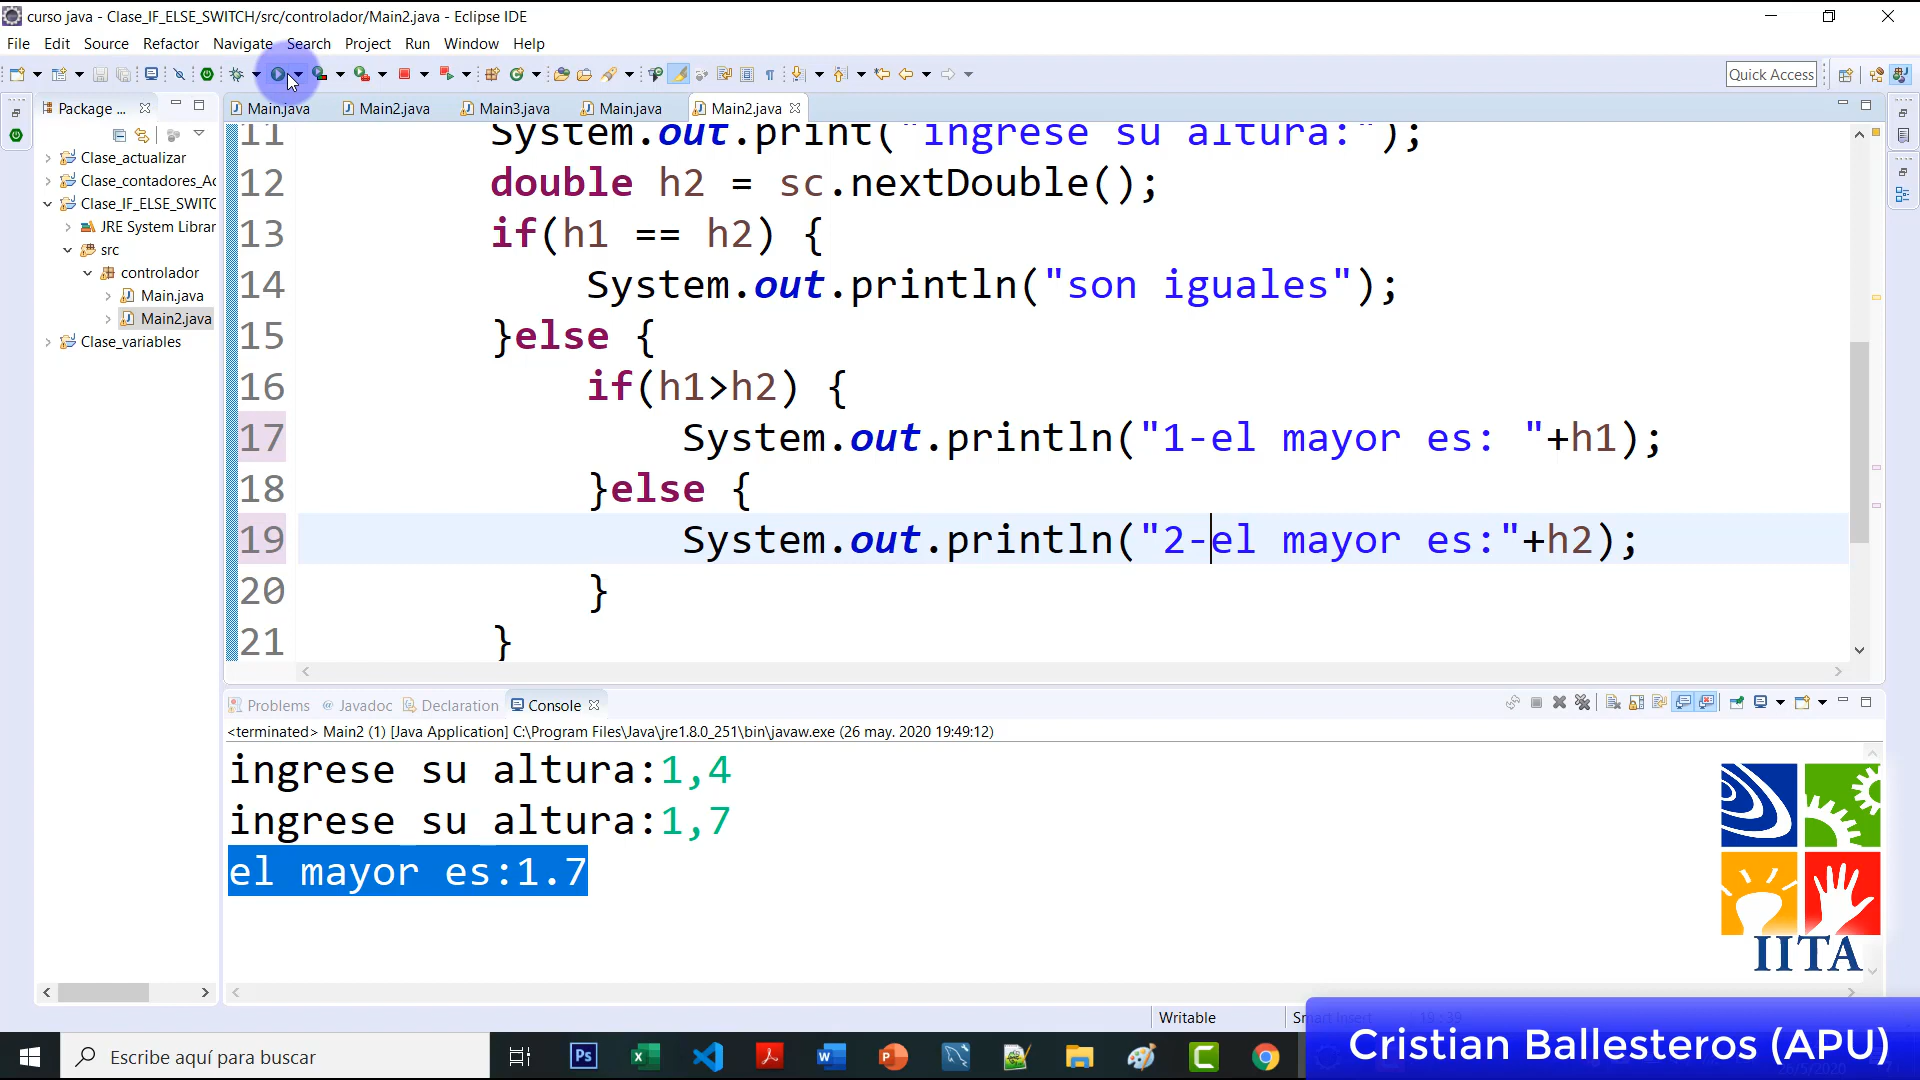 curso java - Clase_IF_ELSE_SWITCH/src/controlador/Main2.java - Eclipse IDE
File Edit Source Refactor Navigate Search Project Run Window Help
Quick Access
Package ...
Main.java Main2.java Main3.java Main.java Main2.java
Clase_actualizar
Clase_contadores_Ac
Clase_IF_ELSE_SWITC
JRE System Librar
src
controlador
Main.java
Main2.java
Clase_variables
11 System.out.print("ingrese su altura:");
12 double h2 = sc.nextDouble();
13 if(h1 == h2) {
14 System.out.println("son iguales");
15 }else {
16 if(h1>h2) {
17 System.out.println("1-el mayor es: "+h1);
18 }else {
19 System.out.println("2-el mayor es:"+h2);
20 }
21 }
Problems @ Javadoc Declaration Console
<terminated> Main2 (1) [Java Application] C:\Program Files\Java\jre1.8.0_251\bin\javaw.exe (26 may. 2020 19:49:12)
ingrese su altura:1,4
ingrese su altura:1,7
el mayor es:1.7
IITA
Writable
Cristian Ballesteros (APU)
Escribe aquí para buscar